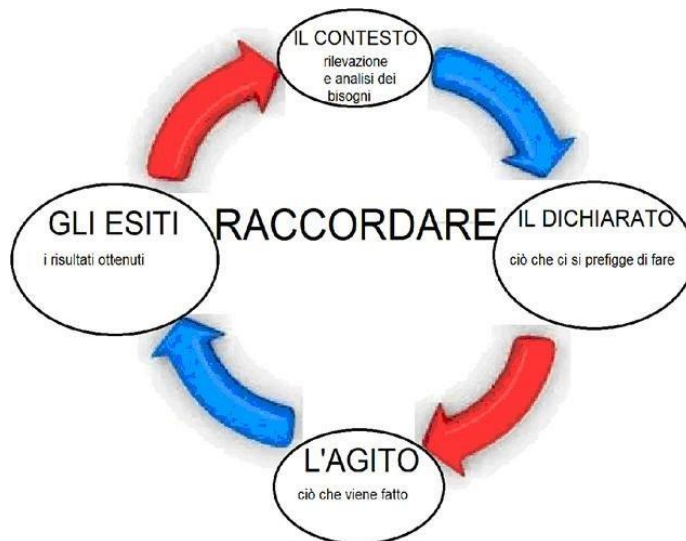 IL CONTESTO
rilevazione
e analisi dei
bisogni
GLI ESITI
i risultati ottenuti
RACCORDARE
IL DICHIARATO
ciò che ci si prefigge di fare
L'AGITO
ciò che viene fatto